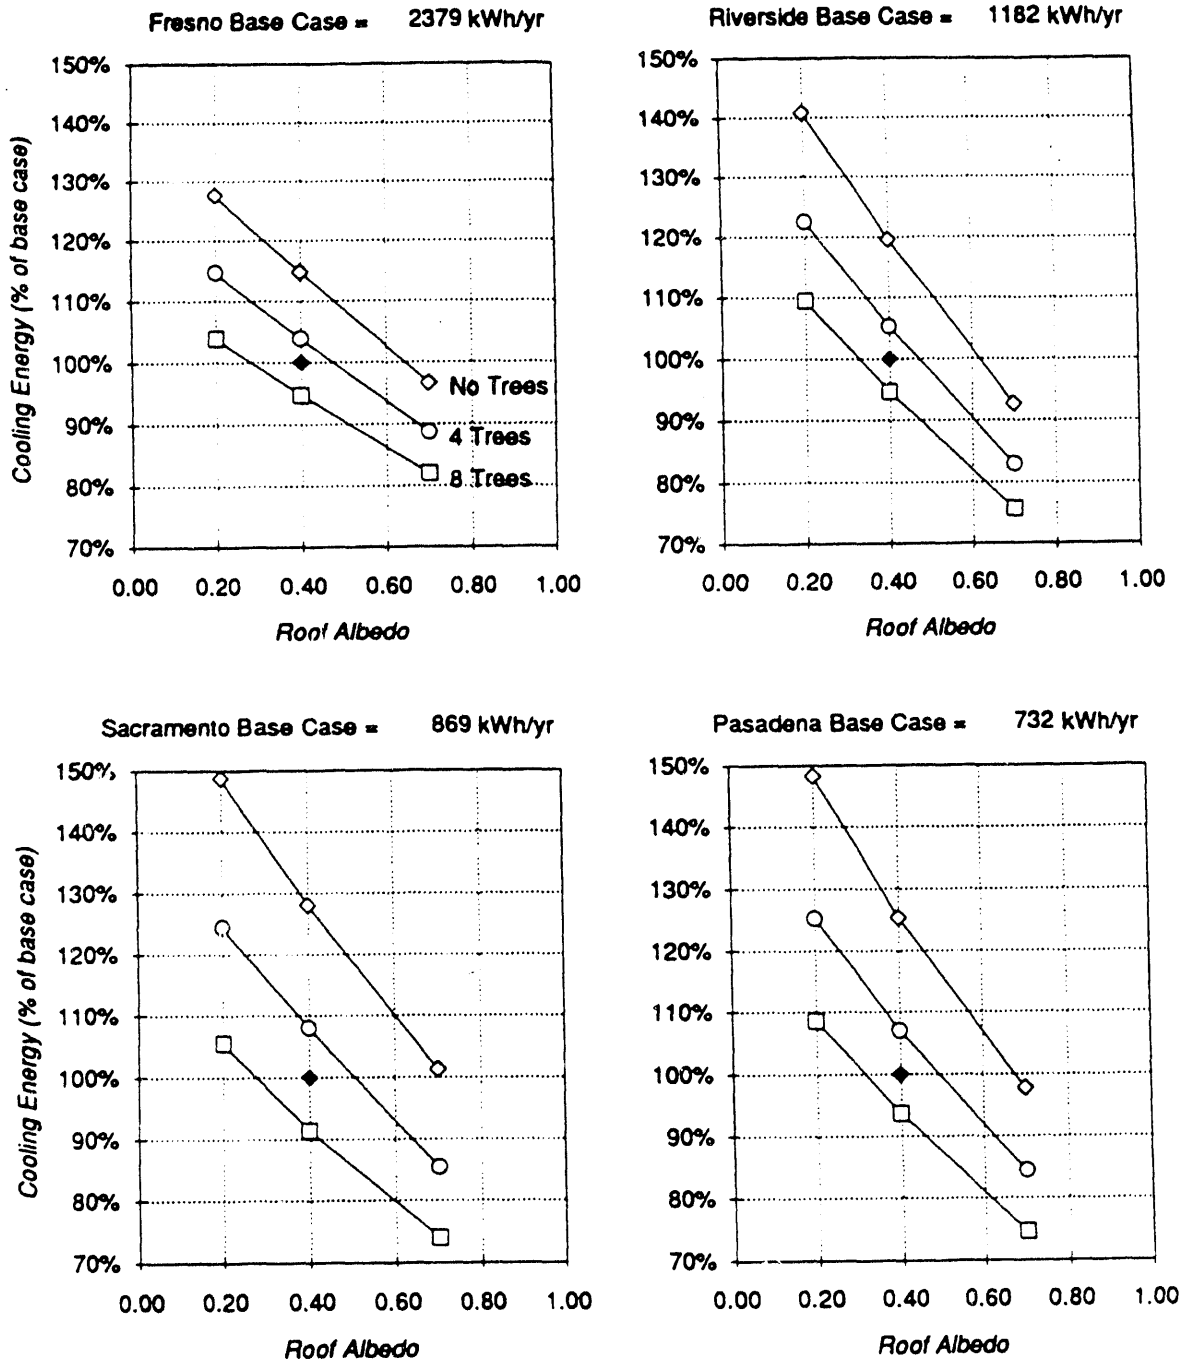 Fresno Base Case = 2379 kWh/yr
150%
140%
130%
120%
110%
100%
90%
80%
70%
Cooling Energy (% of base case)
No Trees
4 Trees
8 Trees
0.00 0.20 0.40 0.60 0.80 1.00
Roof Albedo
Riverside Base Case = 1182 kWh/yr
150%
140%
130%
120%
110%
100%
90%
80%
70%
0.00 0.20 0.40 0.60 0.80 1.00
Roof Albedo
Sacramento Base Case = 869 kWh/yr
150%
140%
130%
120%
110%
100%
90%
80%
70%
Cooling Energy (% of base case)
0.00 0.20 0.40 0.60 0.80 1.00
Roof Albedo
Pasadena Base Case = 732 kWh/yr
150%
140%
130%
120%
110%
100%
90%
80%
70%
0.00 0.20 0.40 0.60 0.80 1.00
Roof Albedo